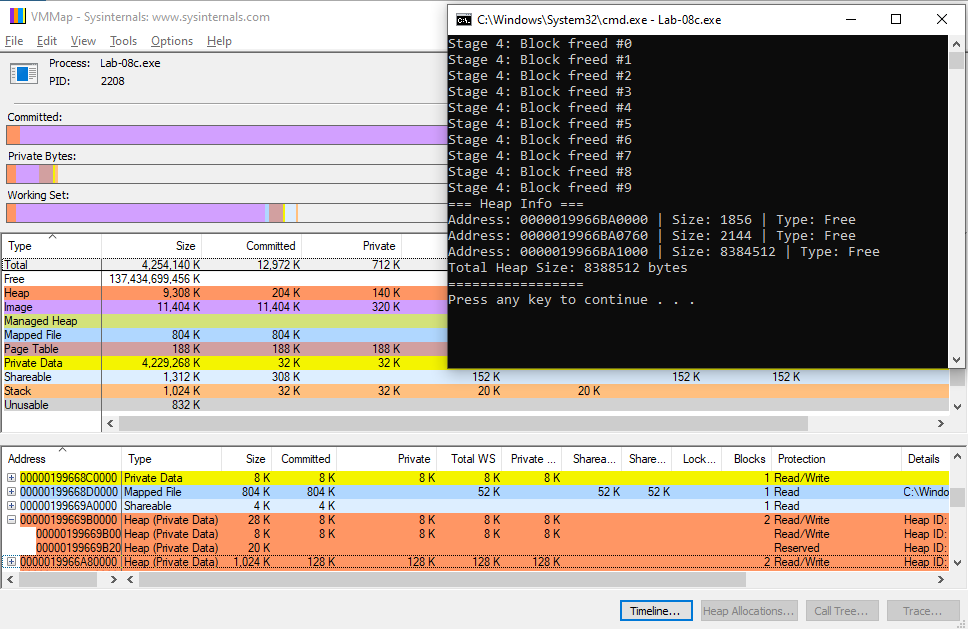 VMMap - Sysinternals: www.sysinternals.com
File Edit View Tools Options Help
Process: Lab-08c.exe
PID: 2208
Committed:
Private Bytes:
Working Set:
C:\Windows\System32\cmd.exe - Lab-08c.exe
Stage 4: Block freed #0
Stage 4: Block freed #1
Stage 4: Block freed #2
Stage 4: Block freed #3
Stage 4: Block freed #4
Stage 4: Block freed #5
Stage 4: Block freed #6
Stage 4: Block freed #7
Stage 4: Block freed #8
Stage 4: Block freed #9
=== Heap Info ===
Address: 0000019966BA0000 | Size: 1856 | Type: Free
Address: 0000019966BA0760 | Size: 2144 | Type: Free
Address: 0000019966BA1000 | Size: 8384512 | Type: Free
Total Heap Size: 8388512 bytes
=================
Press any key to continue . . .
Type Size Committed Private
Total 4,254,140 K 12,972 K 712 K
Free 137,434,699,456 K
Heap 9,308 K 204 K 140 K
Image 11,404 K 11,404 K 320 K
Managed Heap
Mapped File 804 K 804 K
Page Table 188 K 188 K 188 K
Private Data 4,229,268 K 32 K 32 K
Shareable 1,312 K 308 K 152 K 152 K 152 K
Stack 1,024 K 32 K 32 K 20 K 20 K
Unusable 832 K
Address Type Size Committed Private Total WS Private ... Sharea... Share... Lock... Blocks Protection Details
00000199668C0000 Private Data 8 K 8 K 8 K 8 K 8 K 1 Read/Write
00000199668D0000 Mapped File 804 K 804 K 52 K 52 K 52 K 1 Read C:\Windo
00000199669A0000 Shareable 4 K 4 K 1 Read
00000199669B0000 Heap (Private Data) 28 K 8 K 8 K 8 K 8 K 2 Read/Write Heap ID:
00000199669B00 Heap (Private Data) 8 K 8 K 8 K 8 K 8 K Read/Write Heap ID:
00000199669B20 Heap (Private Data) 20 K Reserved Heap ID:
0000019966A80000 Heap (Private Data) 1,024 K 128 K 128 K 128 K 128 K 2 Read/Write Heap ID:
Timeline... Heap Allocations... Call Tree... Trace...